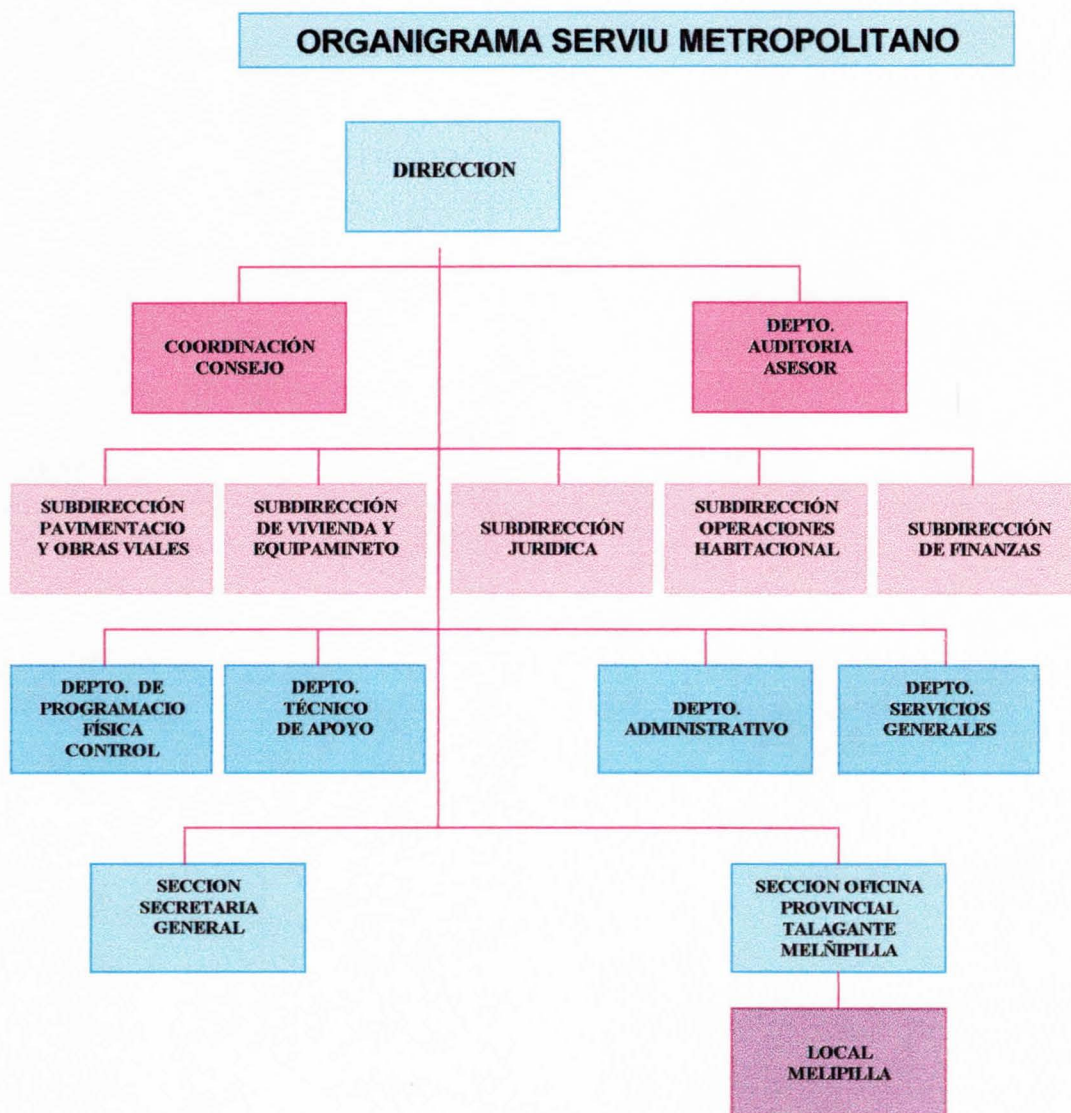 ORGANIGRAMA SERVIU METROPOLITANO
DIRECCION
COORDINACIÓN
CONSEJO
DEPTO.
AUDITORIA
ASESOR
SUBDIRECCIÓN
PAVIMENTACIO
Y OBRAS VIALES
SUBDIRECCIÓN
DE VIVIENDA Y
EQUIPAMINETO
SUBDIRECCIÓN
JURIDICA
SUBDIRECCIÓN
OPERACIONES
HABITACIONAL
SUBDIRECCIÓN
DE FINANZAS
DEPTO. DE
PROGRAMACIO
FÍSICA
CONTROL
DEPTO.
TÉCNICO
DE APOYO
DEPTO.
ADMINISTRATIVO
DEPTO.
SERVICIOS
GENERALES
SECCION
SECRETARIA
GENERAL
SECCION OFICINA
PROVINCIAL
TALAGANTE
MELÑIPILLA
LOCAL
MELIPILLA